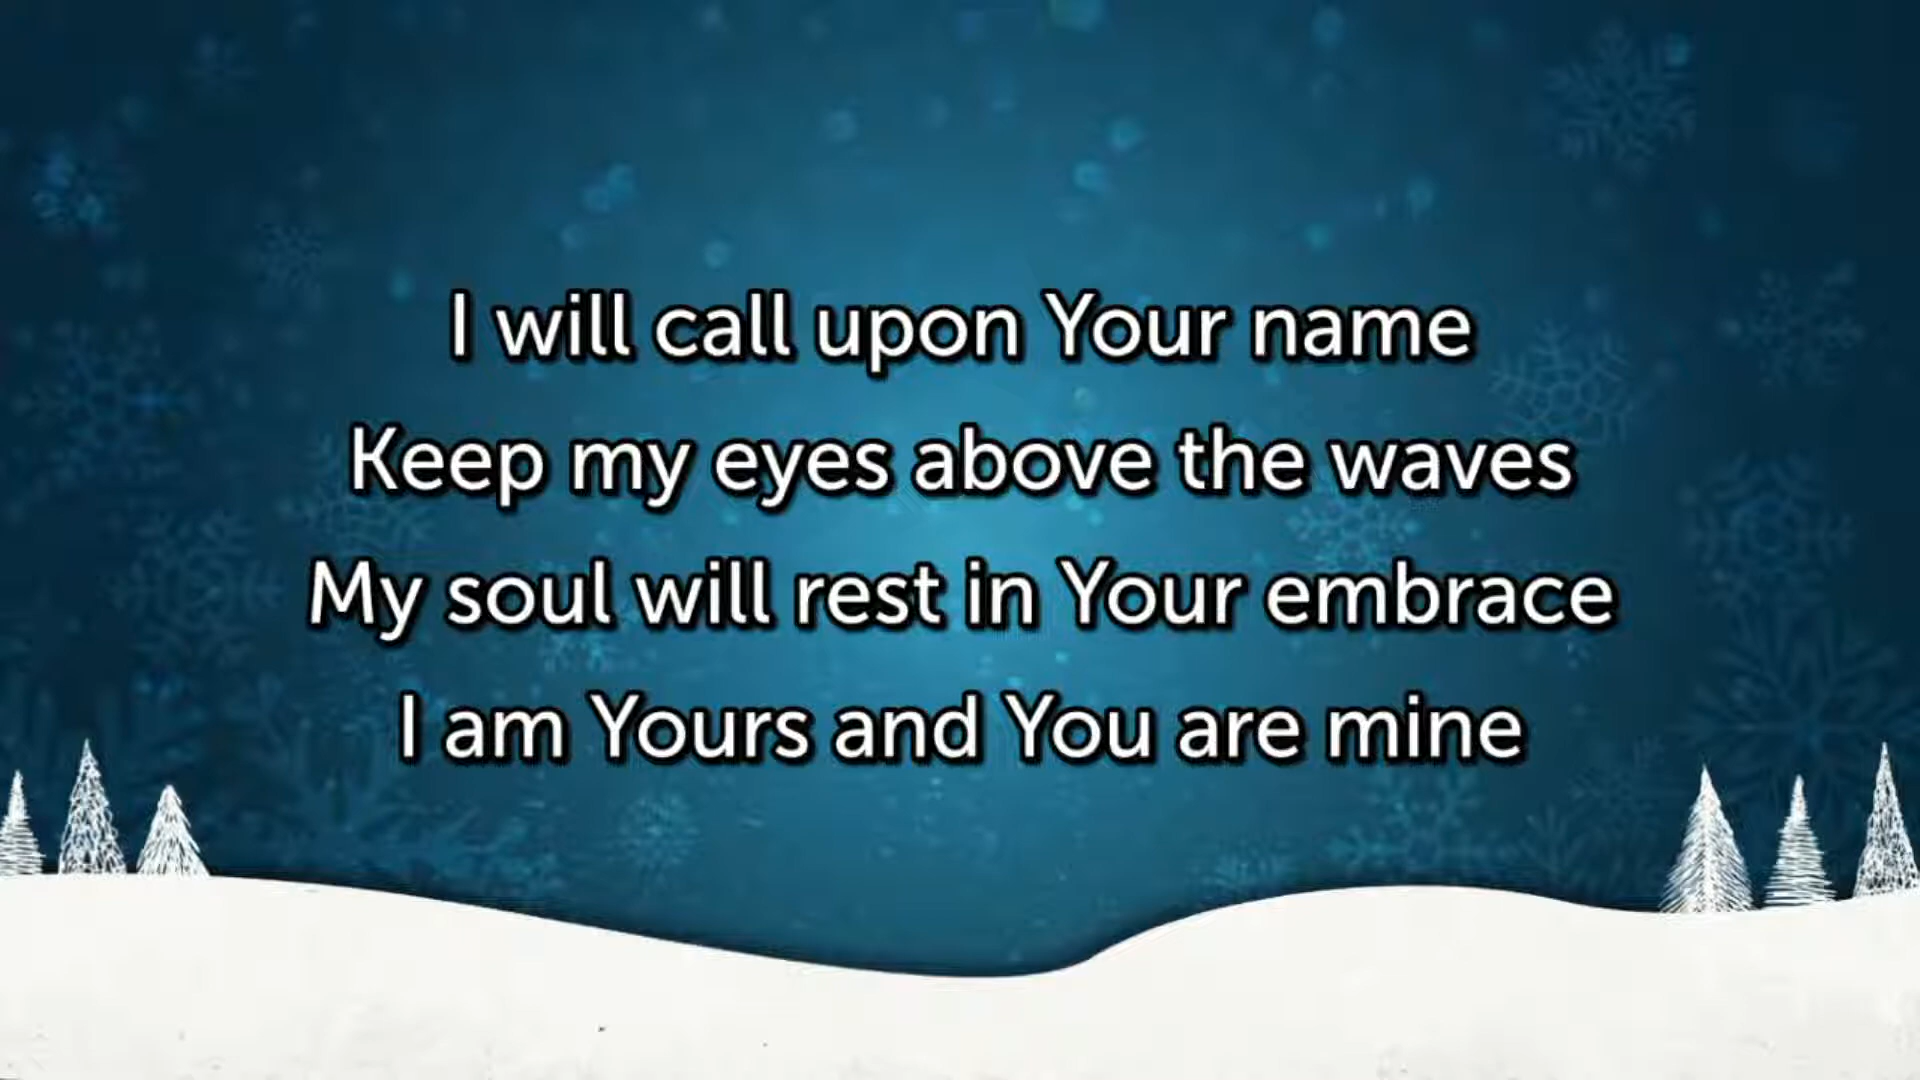 I will call upon Your name
Keep my eyes above the waves
My soul will rest in Your embrace
I am Yours and You are mine